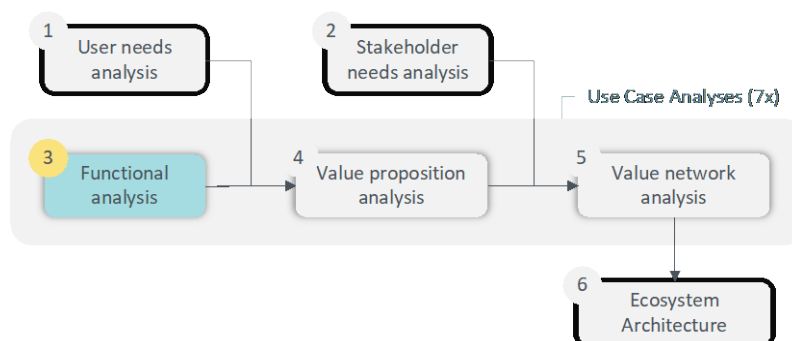 1
User needs
analysis
2
Stakeholder
needs analysis
Use Case Analyses (7x)
3
Functional
analysis
4
Value proposition
analysis
5
Value network
analysis
6
Ecosystem
Architecture